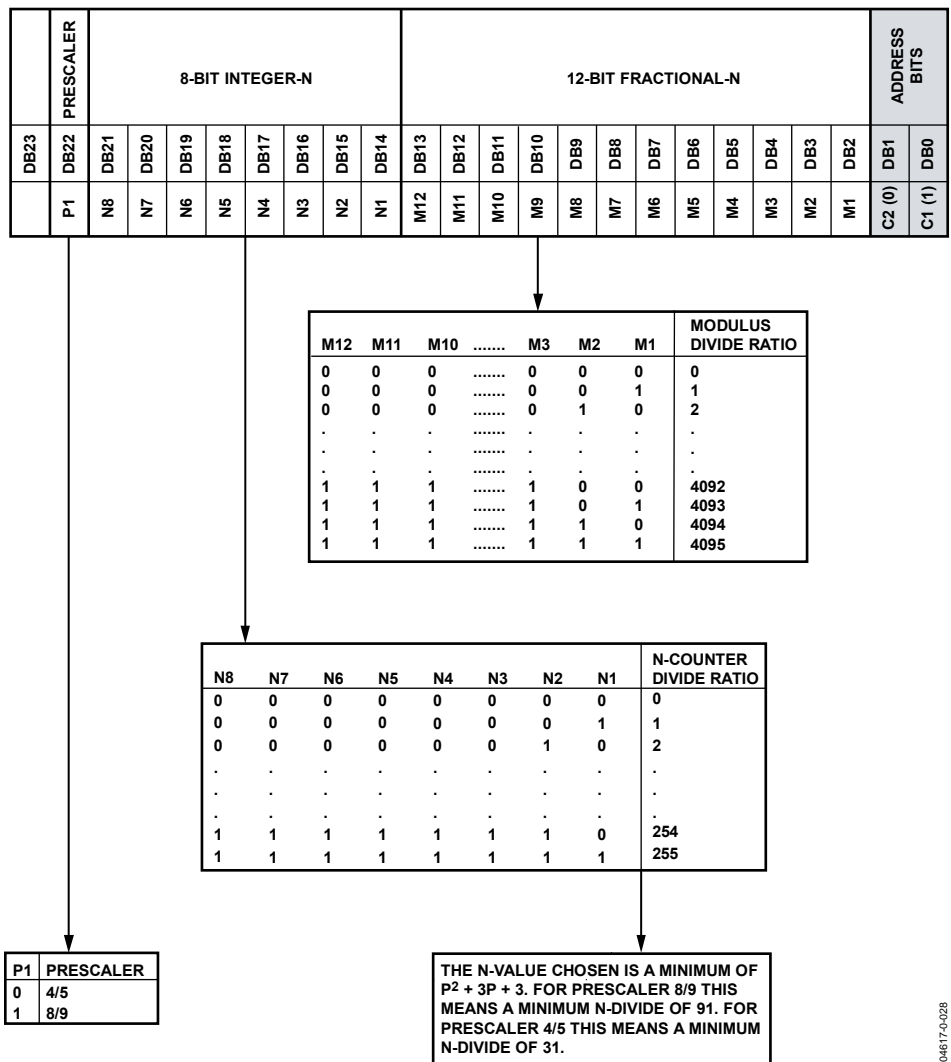 PRESCALER
8-BIT INTEGER-N
12-BIT FRACTIONAL-N
ADDRESS
BITS
DB23 DB22 DB21 DB20 DB19 DB18 DB17 DB16 DB15 DB14 DB13 DB12 DB11 DB10 DB9 DB8 DB7 DB6 DB5 DB4 DB3 DB2 DB1 DB0
P1 N8 N7 N6 N5 N4 N3 N2 N1 M12 M11 M10 M9 M8 M7 M6 M5 M4 M3 M2 M1 C2 (0) C1 (1)
MODULUS
M12 M11 M10 ....... M3 M2 M1 DIVIDE RATIO
0 0 0 ....... 0 0 0 0
0 0 0 ....... 0 0 1 1
0 0 0 ....... 0 1 0 2
. . . ....... . . . .
. . . ....... . . . .
. . . ....... . . . .
1 1 1 ....... 1 0 0 4092
1 1 1 ....... 1 0 1 4093
1 1 1 ....... 1 1 0 4094
1 1 1 ....... 1 1 1 4095
N-COUNTER
N8 N7 N6 N5 N4 N3 N2 N1 DIVIDE RATIO
0 0 0 0 0 0 0 0 0
0 0 0 0 0 0 0 1 1
0 0 0 0 0 0 1 0 2
. . . . . . . . .
. . . . . . . . .
. . . . . . . . .
1 1 1 1 1 1 1 0 254
1 1 1 1 1 1 1 1 255
P1 PRESCALER
0 4/5
1 8/9
THE N-VALUE CHOSEN IS A MINIMUM OF
P² + 3P + 3. FOR PRESCALER 8/9 THIS
MEANS A MINIMUM N-DIVIDE OF 91. FOR
PRESCALER 4/5 THIS MEANS A MINIMUM
N-DIVIDE OF 31.
04617-0-028